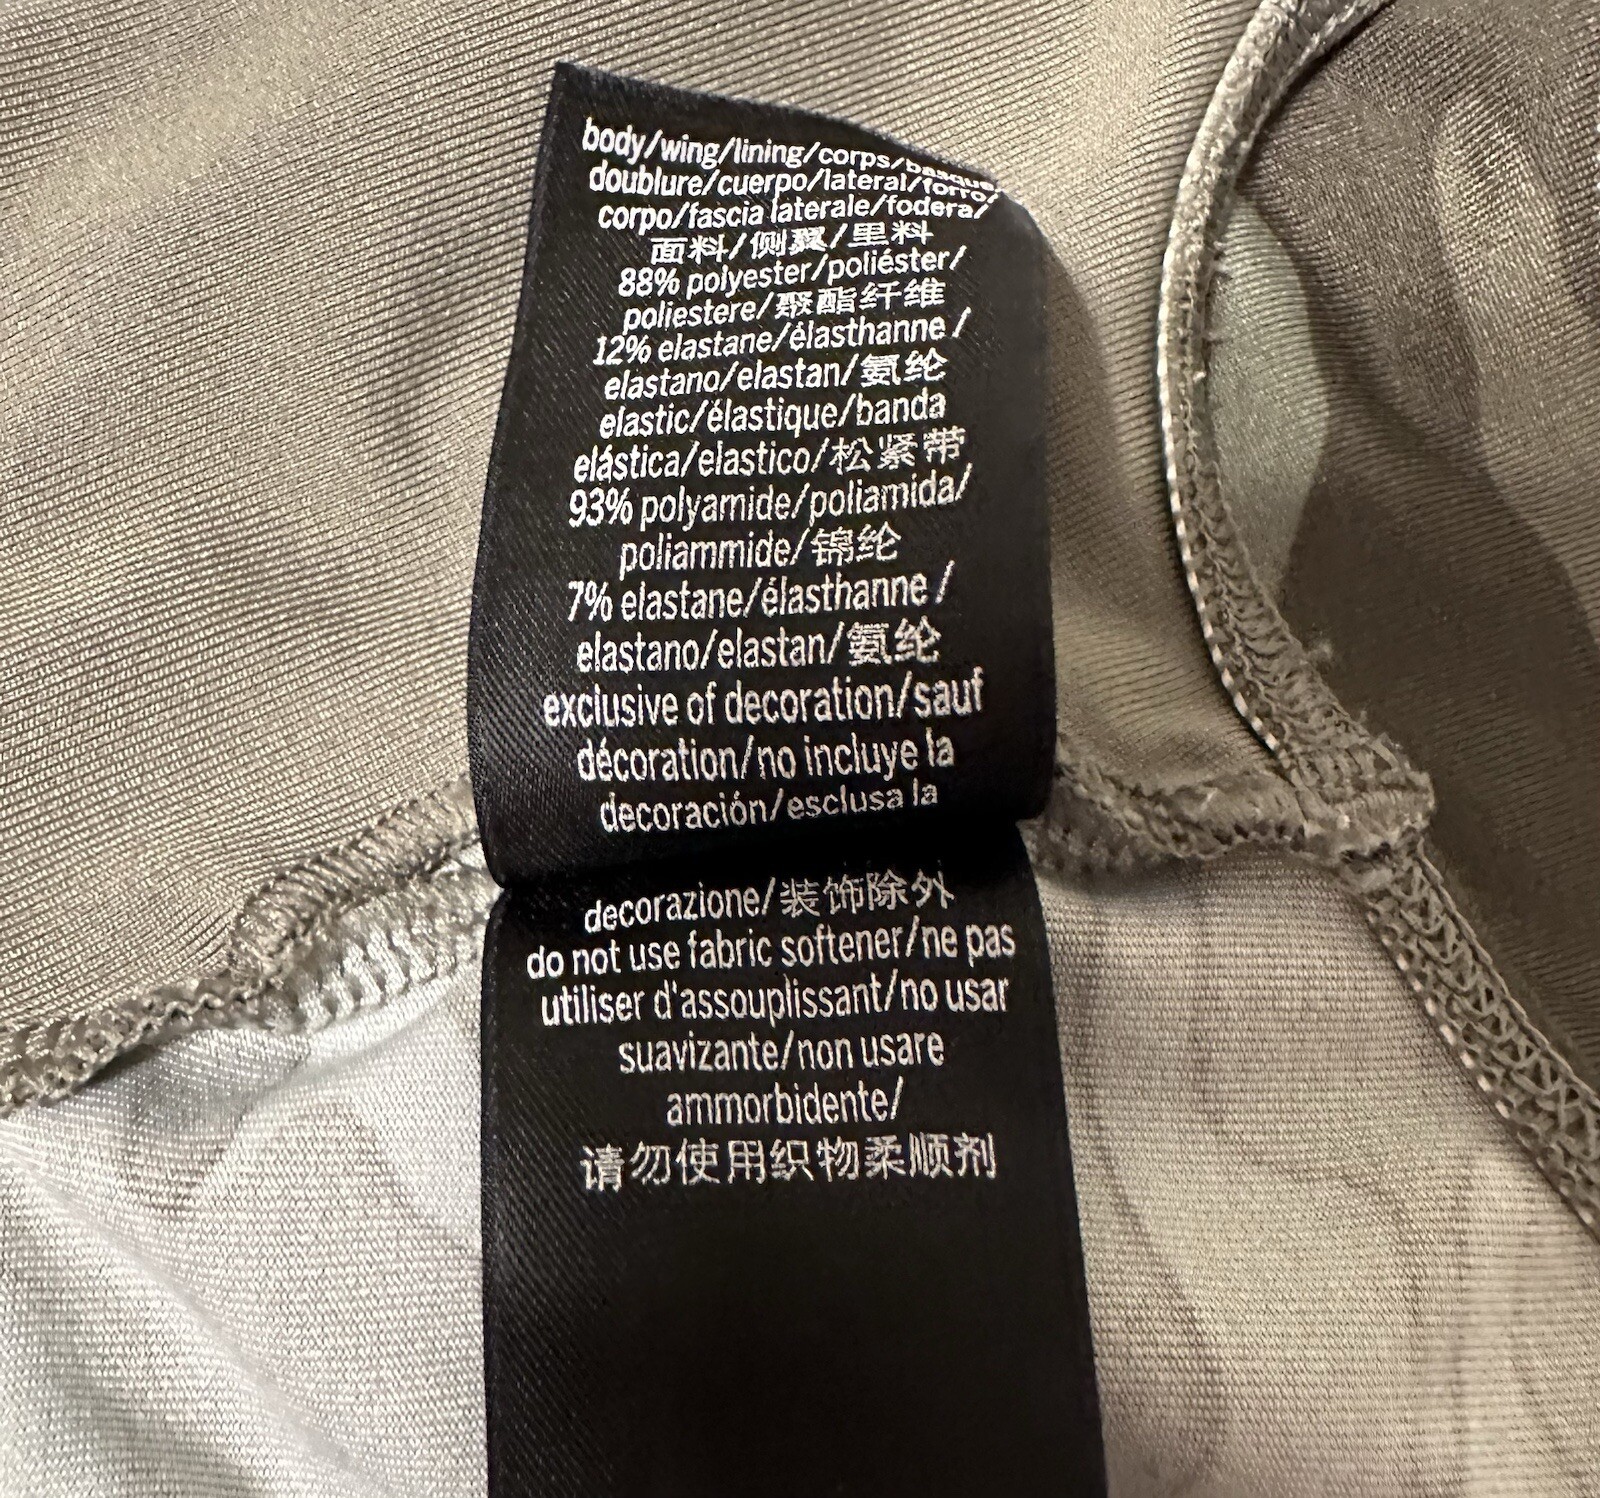 body/wing/lining/corps/basque/
doublure/cuerpo/lateral/forro/
corpo/fascia laterale/fodera/
面料/侧翼/里料
88% polyester/poliéster/
poliestere/聚酯纤维
12% elastane/élasthanne /
elastano/elastan/氨纶
elastic/élastique/banda
elástica/elastico/松紧带
93% polyamide/poliamida/
poliammide/锦纶
7% elastane/élasthanne /
elastano/elastan/氨纶
exclusive of decoration/sauf
décoration/no incluye la
decoración/esclusa la
decorazione/装饰除外
do not use fabric softener/ne pas
utiliser d'assouplissant/no usar
suavizante/non usare
ammorbidente/
请勿使用织物柔顺剂